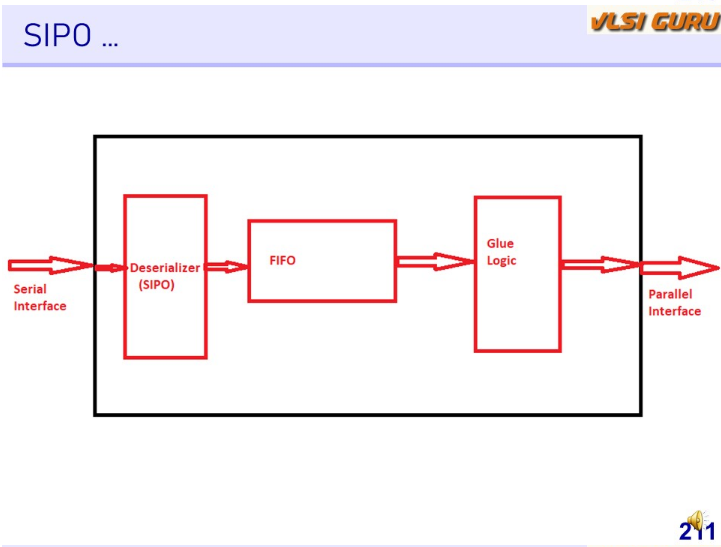 SIPO ...
VLSI GURU
Deserializer
(SIPO)
FIFO
Glue
Logic
Serial
Interface
Parallel
Interface
211